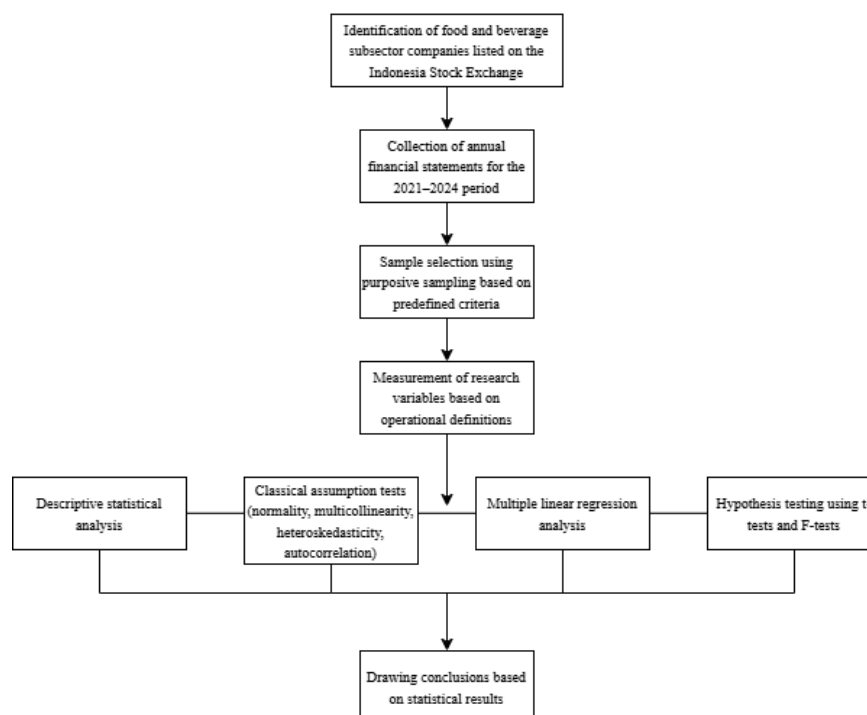 Identification of food and beverage
subsector companies listed on the
Indonesia Stock Exchange
Collection of annual
financial statements for the
2021–2024 period
Sample selection using
purposive sampling based on
predefined criteria
Measurement of research
variables based on
operational definitions
Descriptive statistical
analysis
Classical assumption tests
(normality, multicollinearity,
heteroskedasticity,
autocorrelation)
Multiple linear regression
analysis
Hypothesis testing using t-
tests and F-tests
Drawing conclusions based
on statistical results